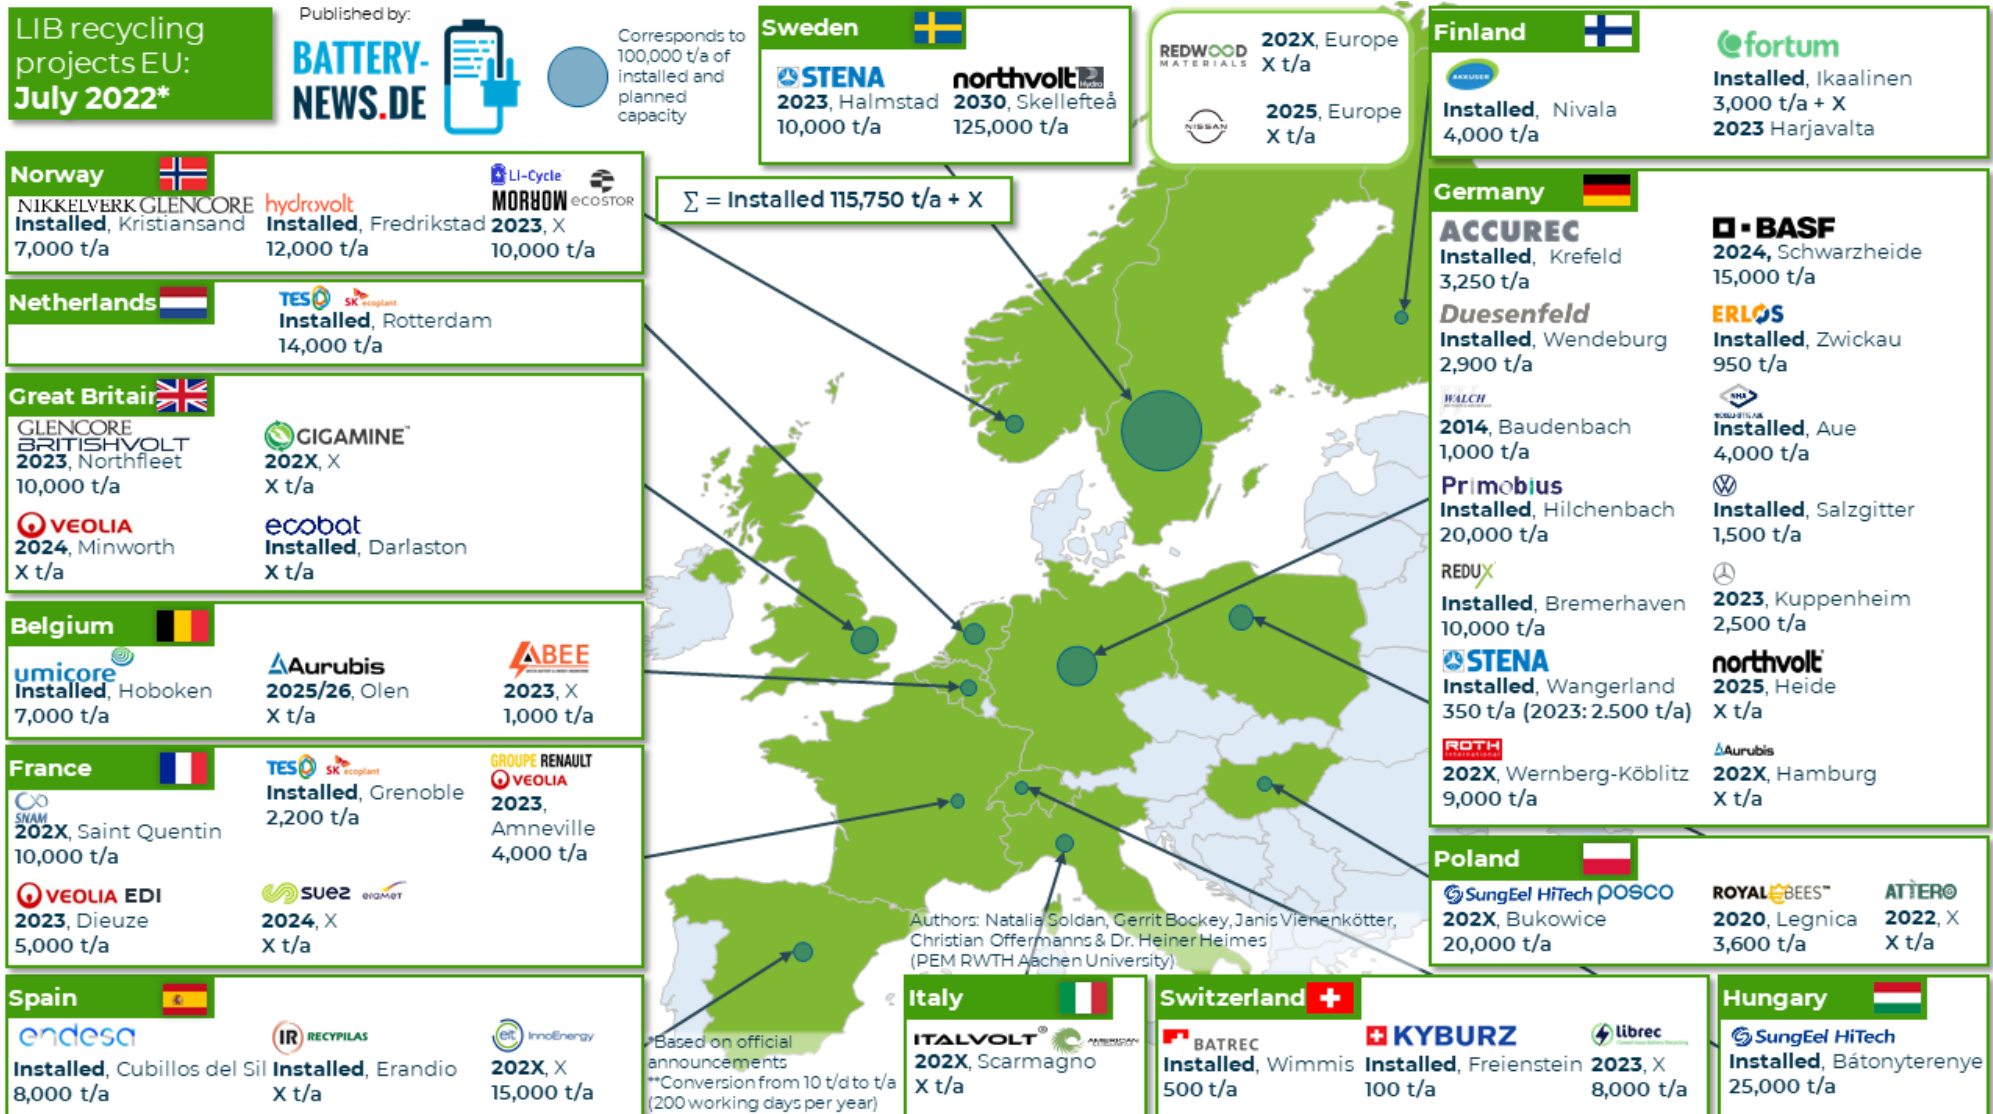 LIB recycling
projects EU:
July 2022*
Published by:
BATTERY-
NEWS.DE
Corresponds to
100,000 t/a of
installed and
planned
capacity
Sweden
STENA
2023, Halmstad
10,000 t/a
northvolt Hydro
2030, Skellefteå
125,000 t/a
REDWOOD
MATERIALS
202X, Europe
X t/a
NISSAN
2025, Europe
X t/a
Finland
AKKUSER
Installed, Nivala
4,000 t/a
fortum
Installed, Ikaalinen
3,000 t/a + X
2023 Harjavalta
Norway
NIKKELVERK GLENCORE
Installed, Kristiansand
7,000 t/a
hydrovolt
Installed, Fredrikstad
12,000 t/a
Li-Cycle
MORROW ECOSTOR
2023, X
10,000 t/a
∑ = Installed 115,750 t/a + X
Netherlands
TES SK ecoplant
Installed, Rotterdam
14,000 t/a
Great Britain
GLENCORE
BRITISHVOLT
2023, Northfleet
10,000 t/a
GIGAMINE™
202X, X
X t/a
VEOLIA
2024, Minworth
X t/a
ecobat
Installed, Darlaston
X t/a
Belgium
umicore
Installed, Hoboken
7,000 t/a
Aurubis
2025/26, Olen
X t/a
ABEE
2023, X
1,000 t/a
France
SNAM
202X, Saint Quentin
10,000 t/a
TES SK ecoplant
Installed, Grenoble
2,200 t/a
GROUPE RENAULT
VEOLIA
2023,
Amneville
4,000 t/a
VEOLIA EDI
2023, Dieuze
5,000 t/a
suez eramet
2024, X
X t/a
Spain
endesa
Installed, Cubillos del Sil
8,000 t/a
IR RECYPILAS
Installed, Erandio
X t/a
eit InnoEnergy
202X, X
15,000 t/a
Germany
ACCUREC
Installed, Krefeld
3,250 t/a
BASF
2024, Schwarzheide
15,000 t/a
Duesenfeld
Installed, Wendeburg
2,900 t/a
ERLOS
Installed, Zwickau
950 t/a
WALCH
2014, Baudenbach
1,000 t/a
NHA
Installed, Aue
4,000 t/a
Primobius
Installed, Hilchenbach
20,000 t/a
Installed, Salzgitter
1,500 t/a
REDUX
Installed, Bremerhaven
10,000 t/a
2023, Kuppenheim
2,500 t/a
STENA
Installed, Wangerland
350 t/a (2023: 2.500 t/a)
northvolt
2025, Heide
X t/a
ROTH
International
202X, Wernberg-Köblitz
9,000 t/a
Aurubis
202X, Hamburg
X t/a
Poland
SungEel HiTech posco
202X, Bukowice
20,000 t/a
ROYAL BEES™
2020, Legnica
3,600 t/a
ATTERO
2022, X
X t/a
Authors: Natalia Soldan, Gerrit Bockey, Janis Vienenkötter,
Christian Offermanns & Dr. Heiner Heimes
(PEM RWTH Aachen University)
*Based on official
announcements
**Conversion from 10 t/d to t/a
(200 working days per year)
Italy
ITALVOLT® AMERICAN
202X, Scarmagno
X t/a
Switzerland
BATREC
Installed, Wimmis
500 t/a
KYBURZ
Installed, Freienstein
100 t/a
librec
2023, X
8,000 t/a
Hungary
SungEel HiTech
Installed, Bátonyterenye
25,000 t/a